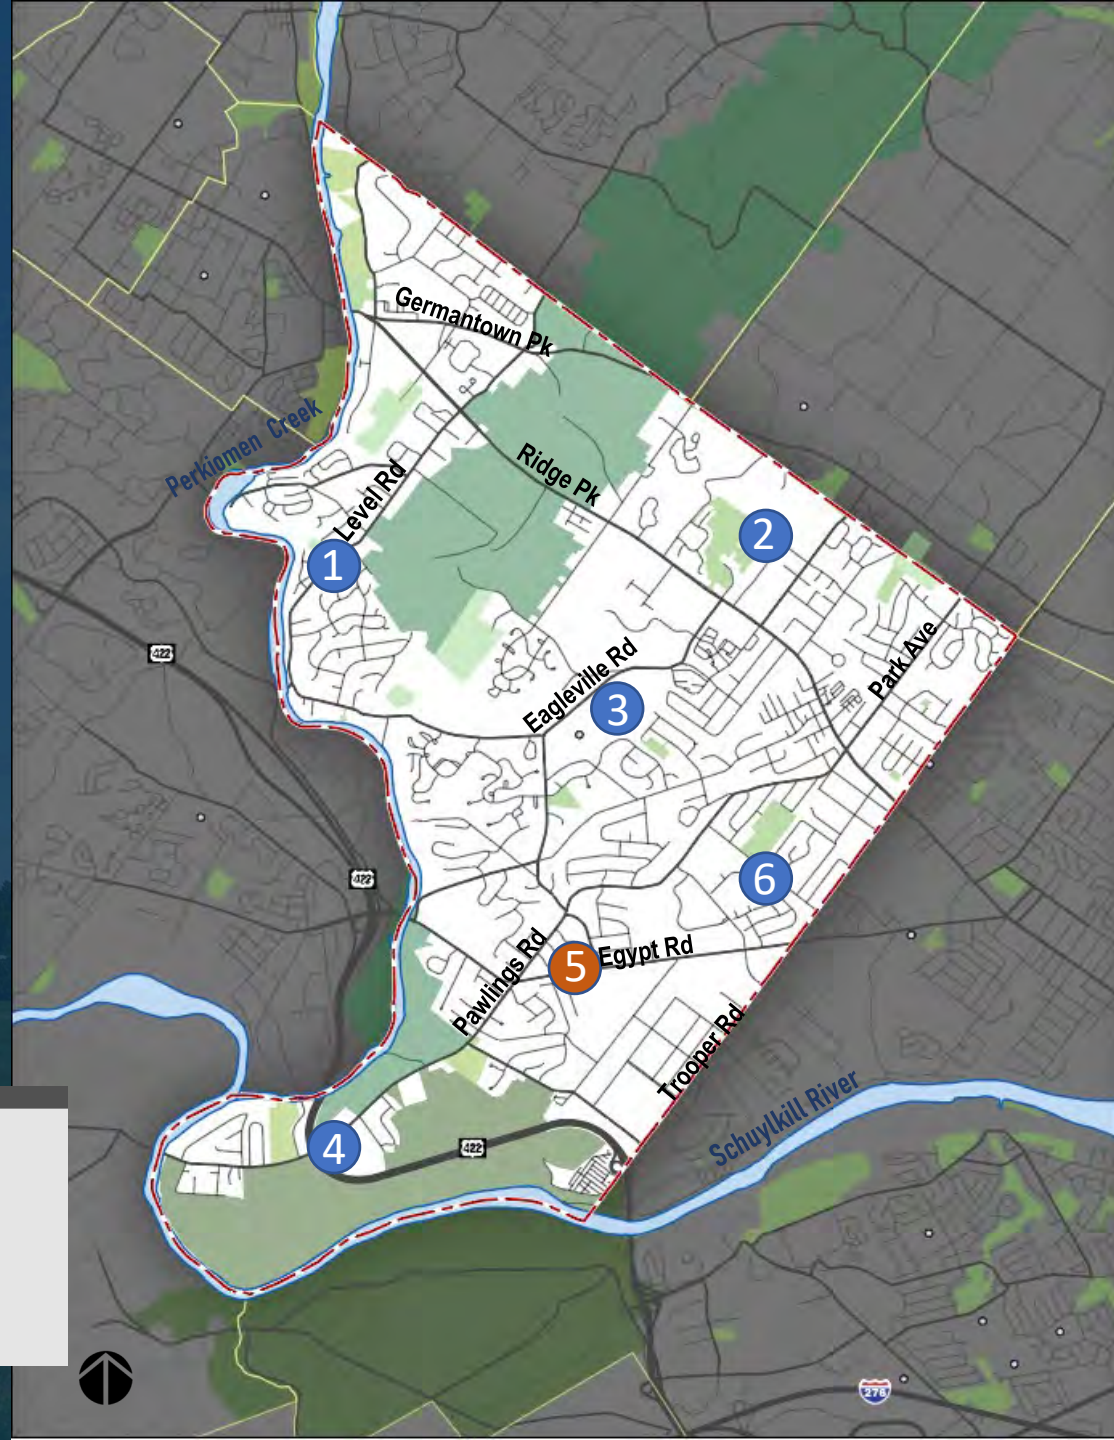 Germantown Pk
Perkiomen Creek
Level Rd
Ridge Pk
1
2
Eagleville Rd
Park Ave
3
422
422
6
Pawlings Rd
5
Egypt Rd
Trooper Rd
Schuylkill River
4
422
276